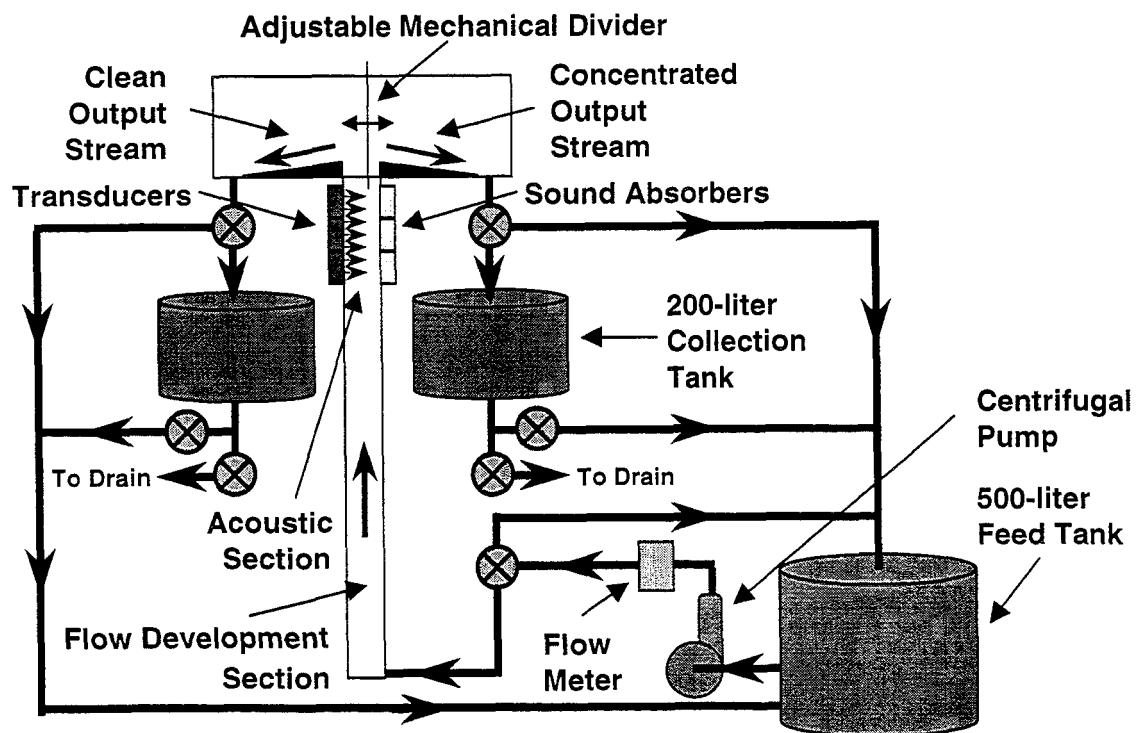 Adjustable Mechanical Divider
Clean
Output
Stream
Concentrated
Output
Stream
Transducers
Sound Absorbers
200-liter
Collection
Tank
Centrifugal
Pump
To Drain
To Drain
500-liter
Feed Tank
Acoustic
Section
Flow Development
Section
Flow
Meter